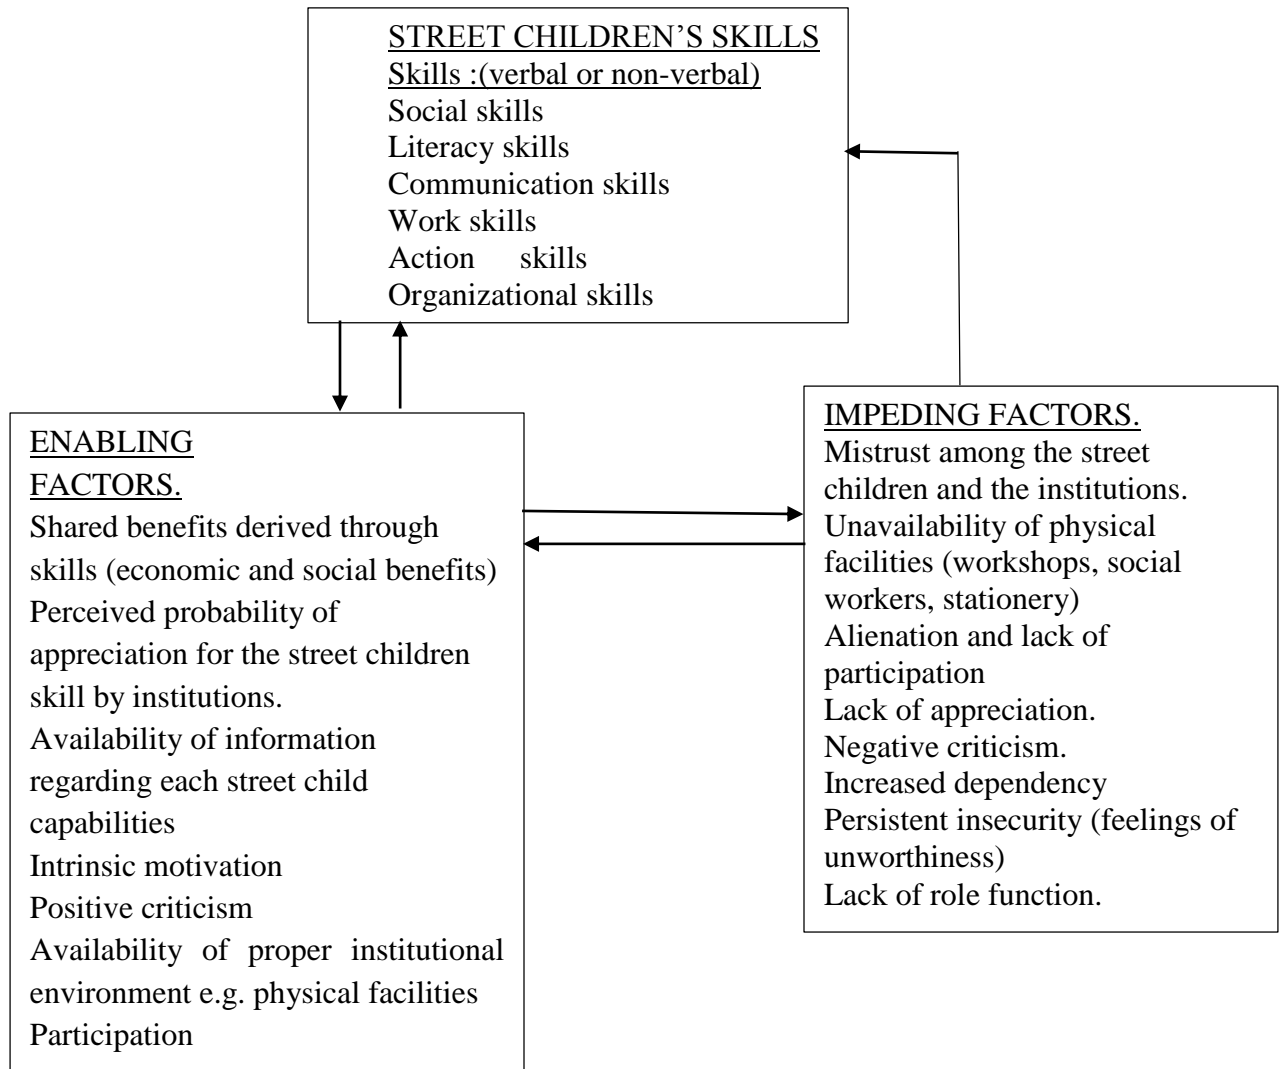 STREET CHILDREN’S SKILLS
Skills :(verbal or non-verbal)
Social skills
Literacy skills
Communication skills
Work skills
Action skills
Organizational skills
ENABLING
FACTORS.
Shared benefits derived through
skills (economic and social benefits)
Perceived probability of
appreciation for the street children
skill by institutions.
Availability of information
regarding each street child
capabilities
Intrinsic motivation
Positive criticism
Availability of proper institutional
environment e.g. physical facilities
Participation
IMPEDING FACTORS.
Mistrust among the street
children and the institutions.
Unavailability of physical
facilities (workshops, social
workers, stationery)
Alienation and lack of
participation
Lack of appreciation.
Negative criticism.
Increased dependency
Persistent insecurity (feelings of
unworthiness)
Lack of role function.